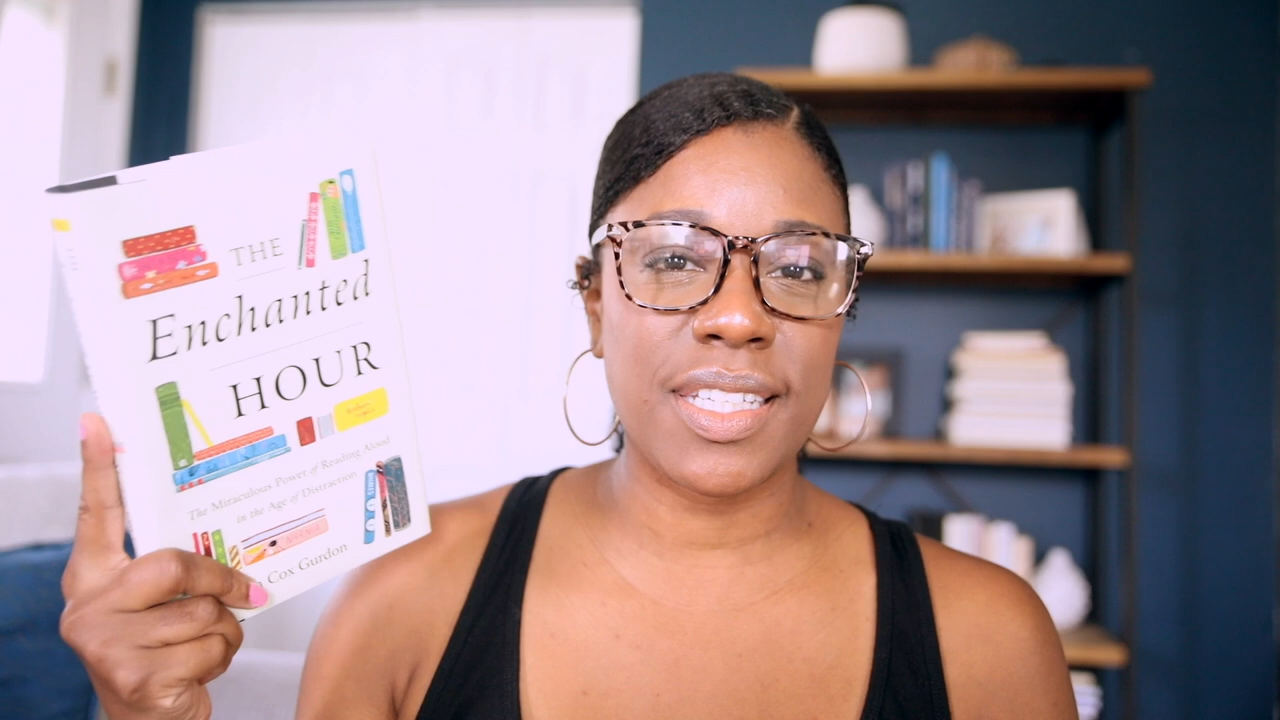 THE
Enchanted
HOUR
The Miraculous Power of Reading Aloud
in the Age of Distraction
Cox Gurdon